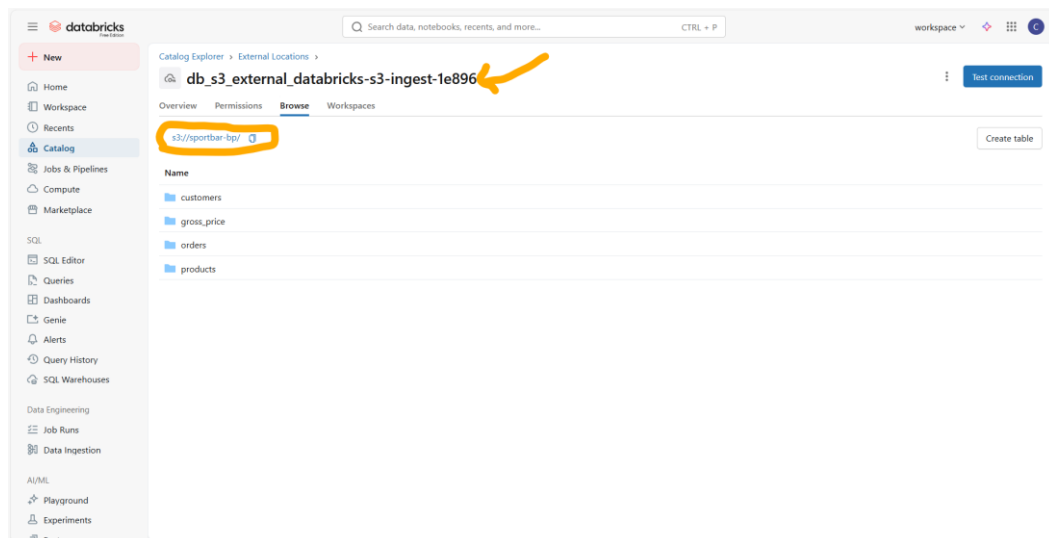 databricks
Free Edition
Search data, notebooks, recents, and more...
CTRL + P
workspace
C
New
Home
Workspace
Recents
Catalog
Jobs & Pipelines
Compute
Marketplace
SQL
SQL Editor
Queries
Dashboards
Genie
Alerts
Query History
SQL Warehouses
Data Engineering
Job Runs
Data Ingestion
AI/ML
Playground
Experiments
Catalog Explorer > External Locations >
db_s3_external_databricks-s3-ingest-1e896
Test connection
Overview Permissions Browse Workspaces
s3://sportbar-bp/
Create table
Name
customers
gross_price
orders
products